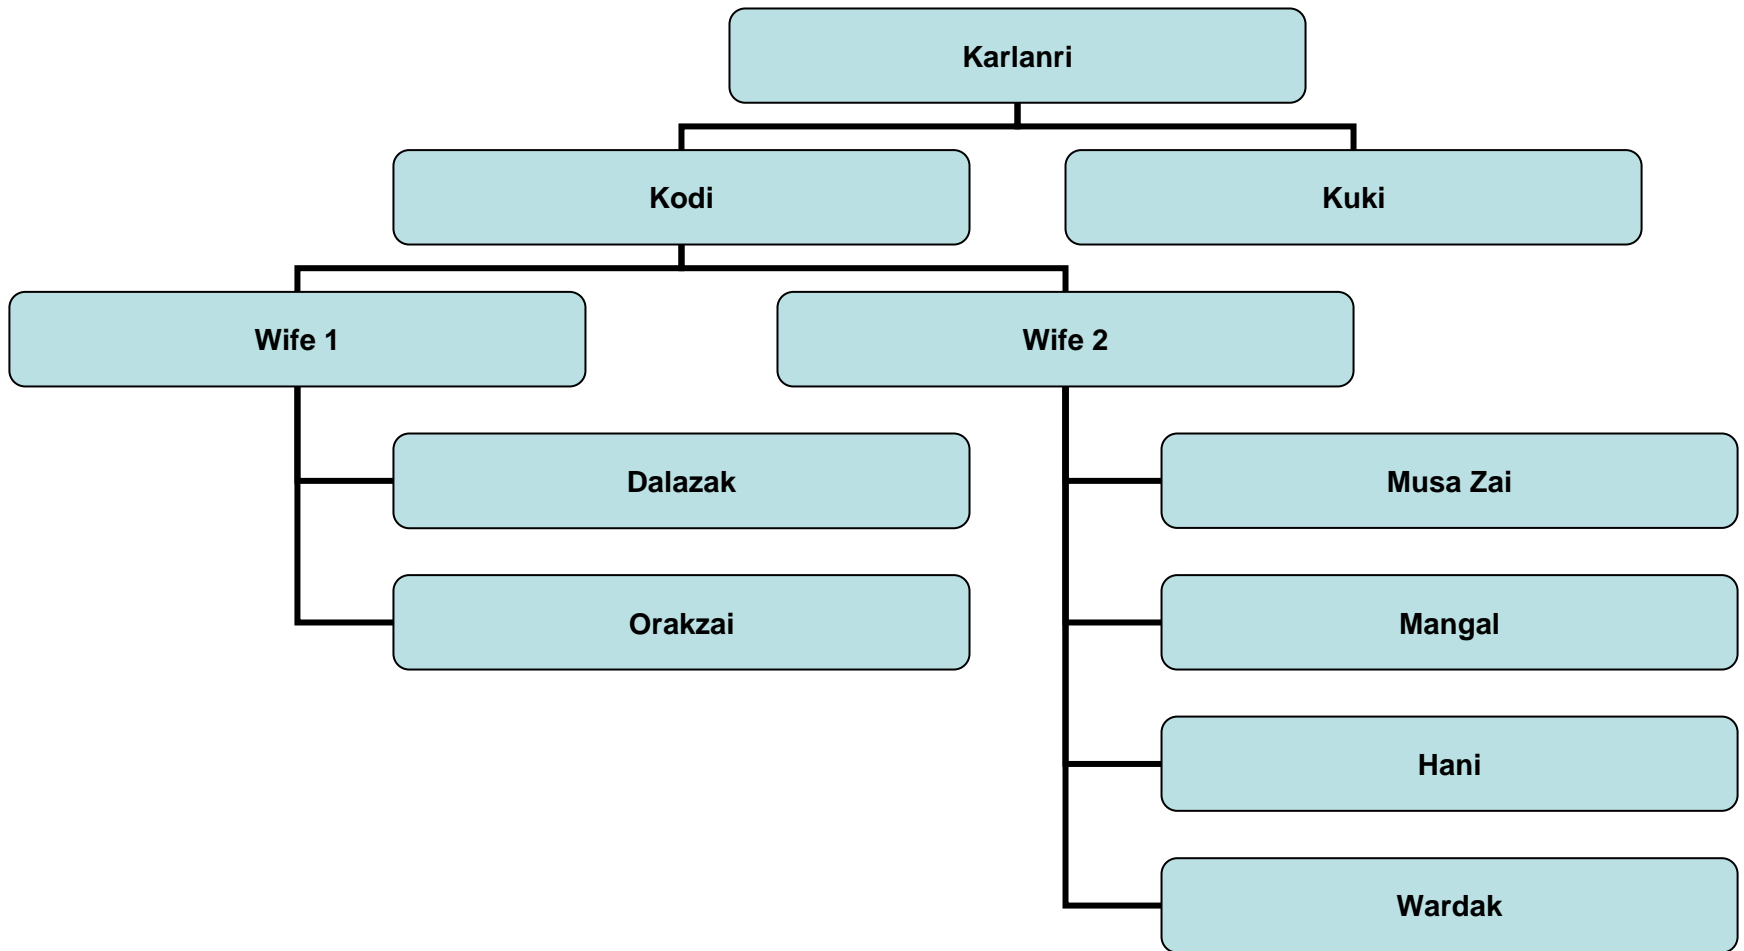 Karlanri
Kodi
Kuki
Wife 1
Wife 2
Dalazak
Musa Zai
Orakzai
Mangal
Hani
Wardak